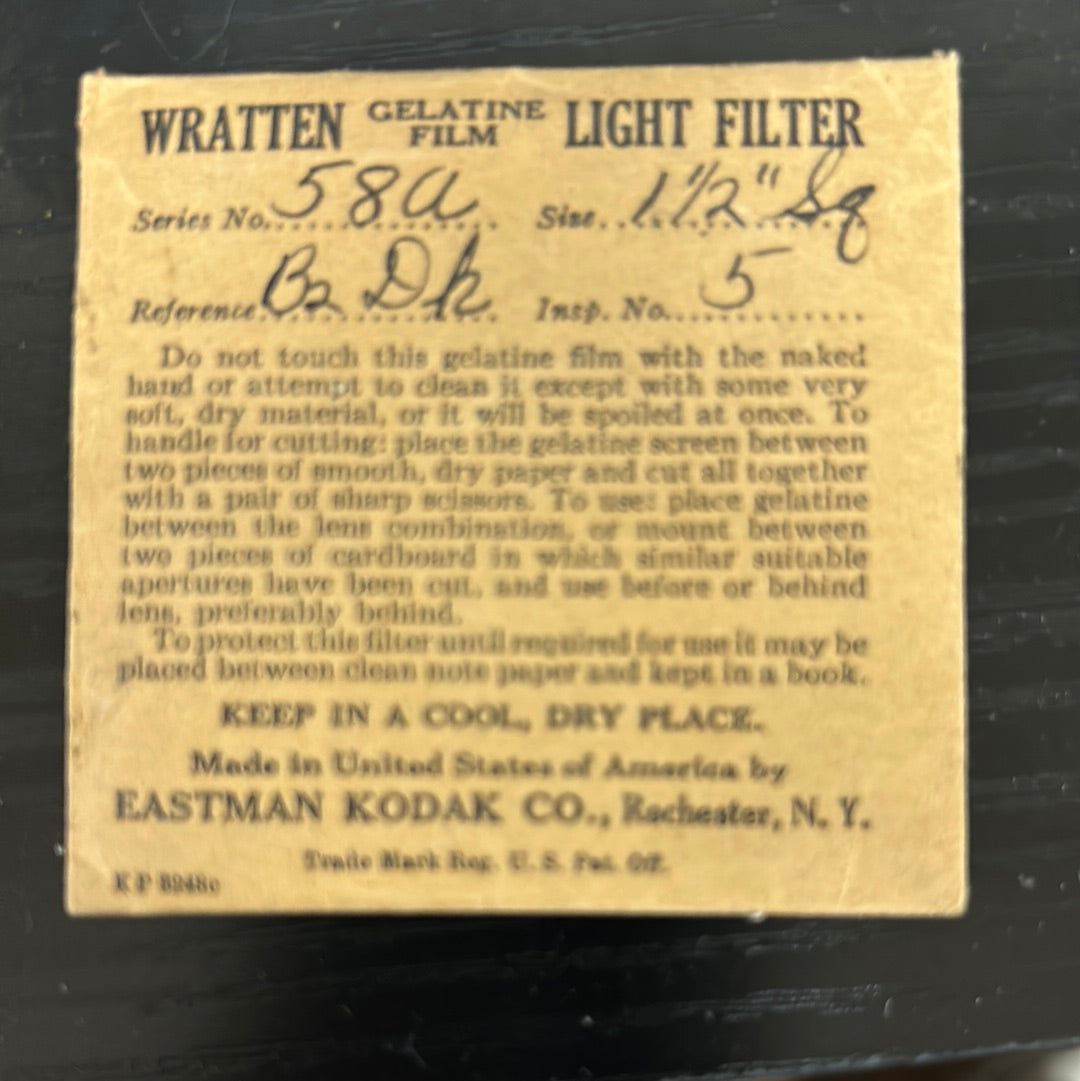 WRATTEN GELATINE FILM LIGHT FILTER
Series No. 58a Size 1½" Sq
Reference B2 Dk Insp. No. 5
Do not touch this gelatine film with the naked
hand or attempt to clean it except with some very
soft, dry material, or it will be spoiled at once. To
handle for cutting: place the gelatine screen between
two pieces of smooth, dry paper and cut all together
with a pair of sharp scissors. To use: place gelatine
between the lens combination, or mount between
two pieces of cardboard in which similar suitable
apertures have been cut, and use before or behind
lens, preferably behind.
To protect this filter until required for use it may be
placed between clean note paper and kept in a book.
KEEP IN A COOL, DRY PLACE.
Made in United States of America by
EASTMAN KODAK CO., Rochester, N. Y.
Trade Mark Reg. U. S. Pat. Off.
K P